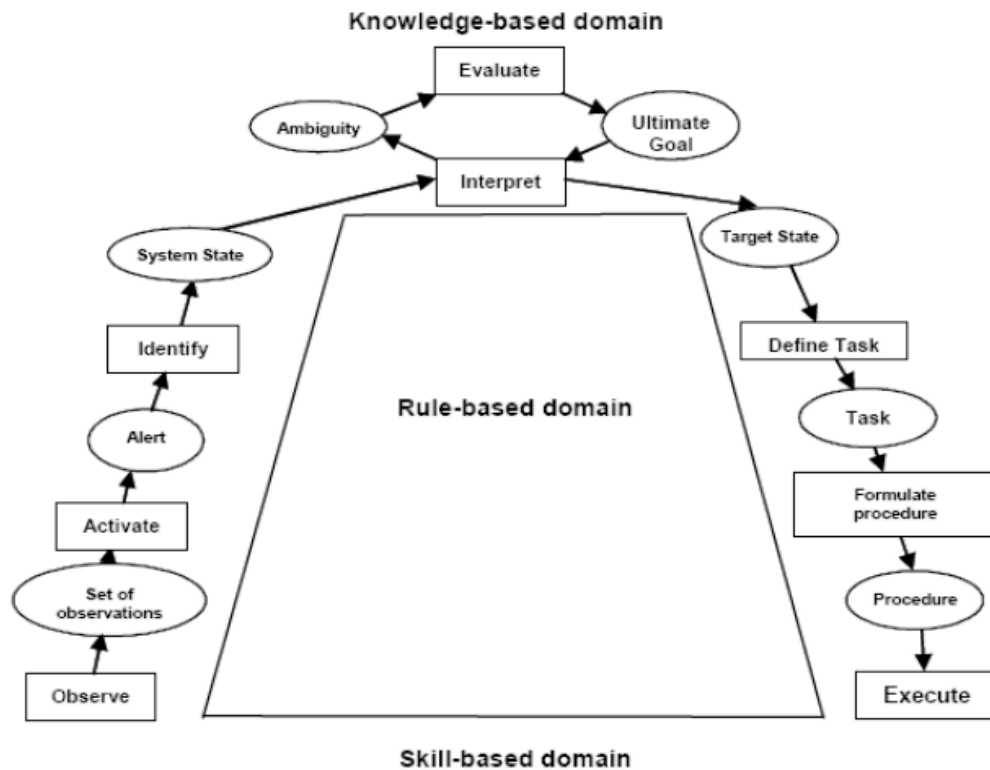 Knowledge-based domain
Evaluate
Ambiguity
Ultimate
Goal
Interpret
System State
Target State
Identify
Define Task
Rule-based domain
Alert
Task
Activate
Formulate
procedure
Set of
observations
Procedure
Observe
Execute
Skill-based domain